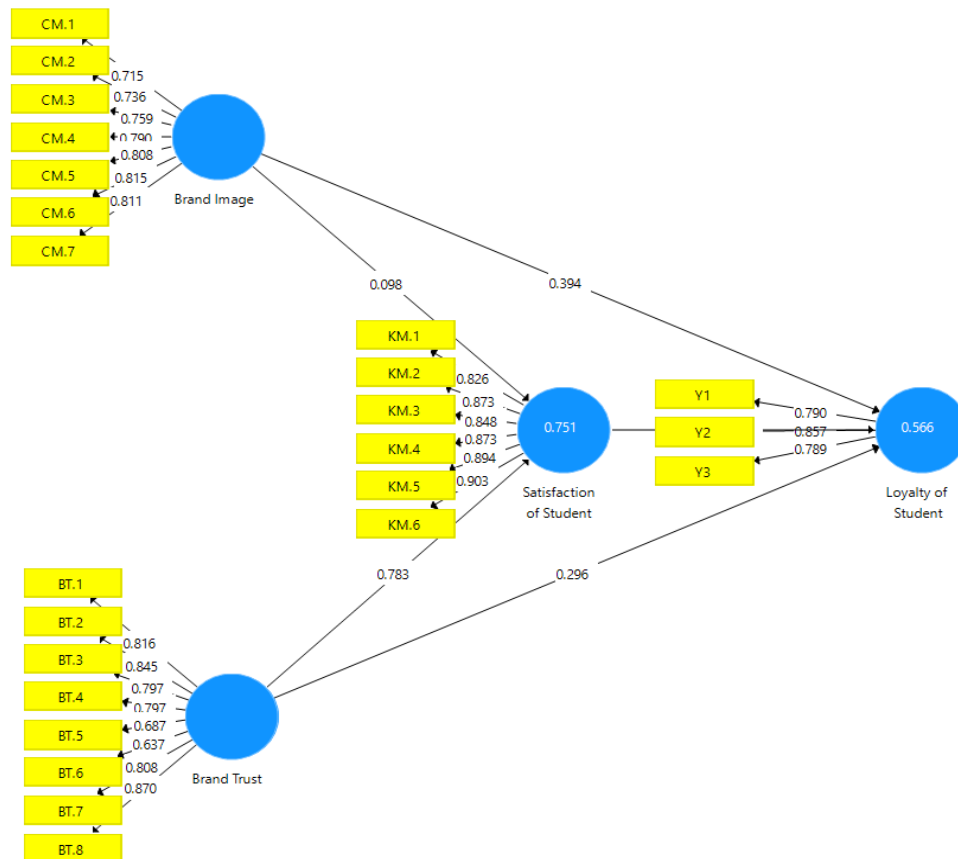 CM.1
CM.2
CM.3
CM.4
CM.5
CM.6
CM.7
0.715
0.736
0.759
0.790
0.808
0.815
0.811
Brand Image
0.098
0.394
KM.1
KM.2
KM.3
KM.4
KM.5
KM.6
0.826
0.873
0.848
0.873
0.894
0.903
0.751
Satisfaction
of Student
Y1
Y2
Y3
0.790
0.857
0.789
0.566
Loyalty of
Student
0.783
0.296
BT.1
BT.2
BT.3
BT.4
BT.5
BT.6
BT.7
BT.8
0.816
0.845
0.797
0.797
0.687
0.637
0.808
0.870
Brand Trust